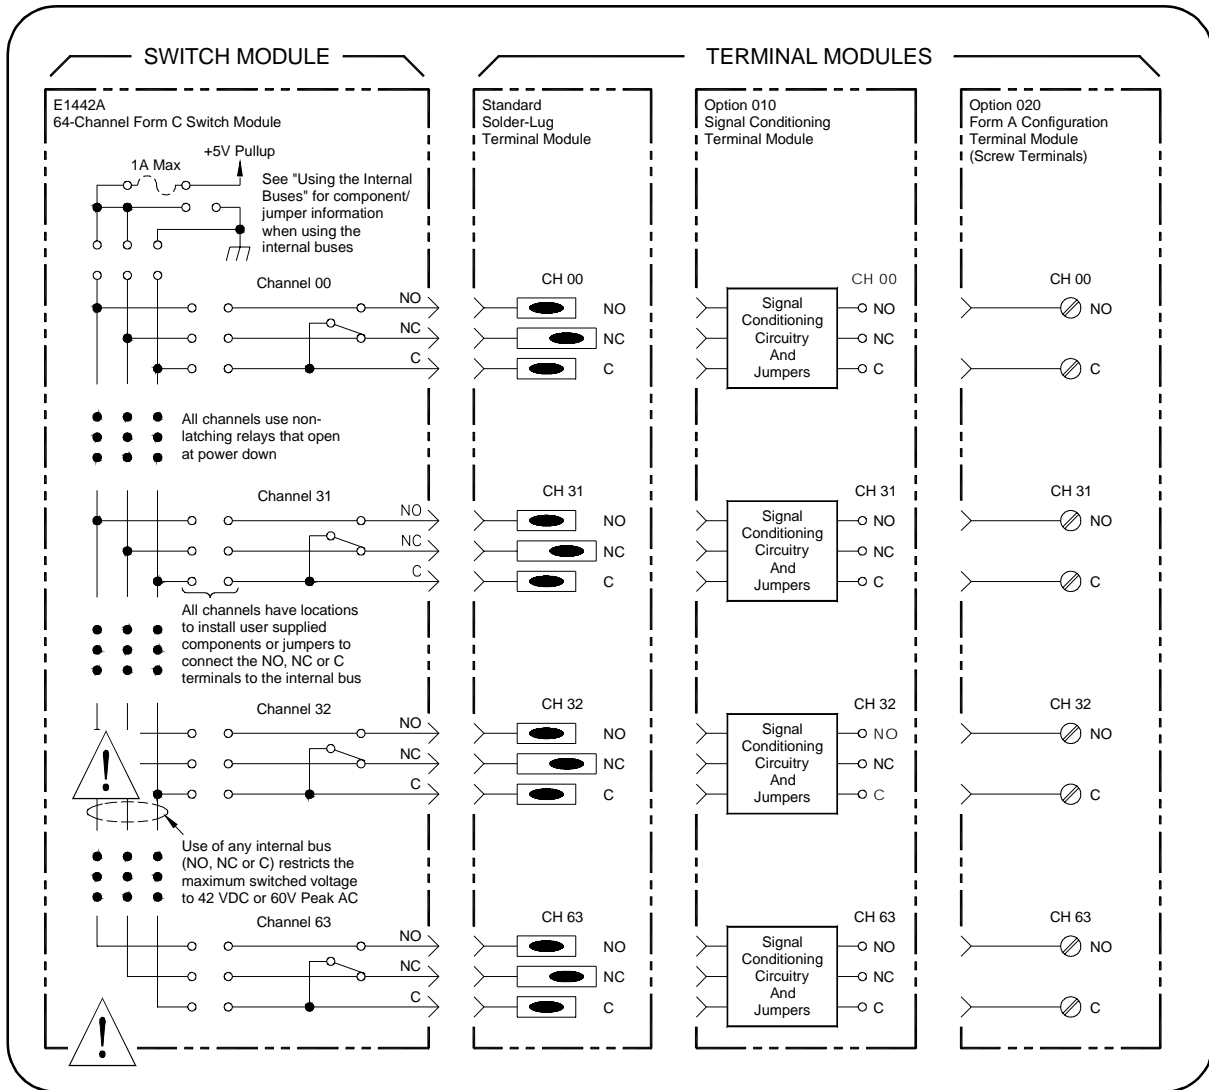 SWITCH MODULE
TERMINAL MODULES
E1442A
64-Channel Form C Switch Module
+5V Pullup
1A Max
See "Using the Internal
Buses" for component/
jumper information
when using the
internal buses
Channel 00
NO
NC
C
All channels use non-
latching relays that open
at power down
Channel 31
NO
NC
C
All channels have locations
to install user supplied
components or jumpers to
connect the NO, NC or C
terminals to the internal bus
Channel 32
NO
NC
C
!
Use of any internal bus
(NO, NC or C) restricts the
maximum switched voltage
to 42 VDC or 60V Peak AC
Channel 63
NO
NC
C
!
Standard
Solder-Lug
Terminal Module
CH 00
NO
NC
C
CH 31
NO
NC
C
CH 32
NO
NC
C
CH 63
NO
NC
C
Option 010
Signal Conditioning
Terminal Module
CH 00
Signal
Conditioning
Circuitry
And
Jumpers
NO
NC
C
CH 31
Signal
Conditioning
Circuitry
And
Jumpers
NO
NC
C
CH 32
Signal
Conditioning
Circuitry
And
Jumpers
NO
NC
C
CH 63
Signal
Conditioning
Circuitry
And
Jumpers
NO
NC
C
Option 020
Form A Configuration
Terminal Module
(Screw Terminals)
CH 00
NO
C
CH 31
NO
C
CH 32
NO
C
CH 63
NO
C